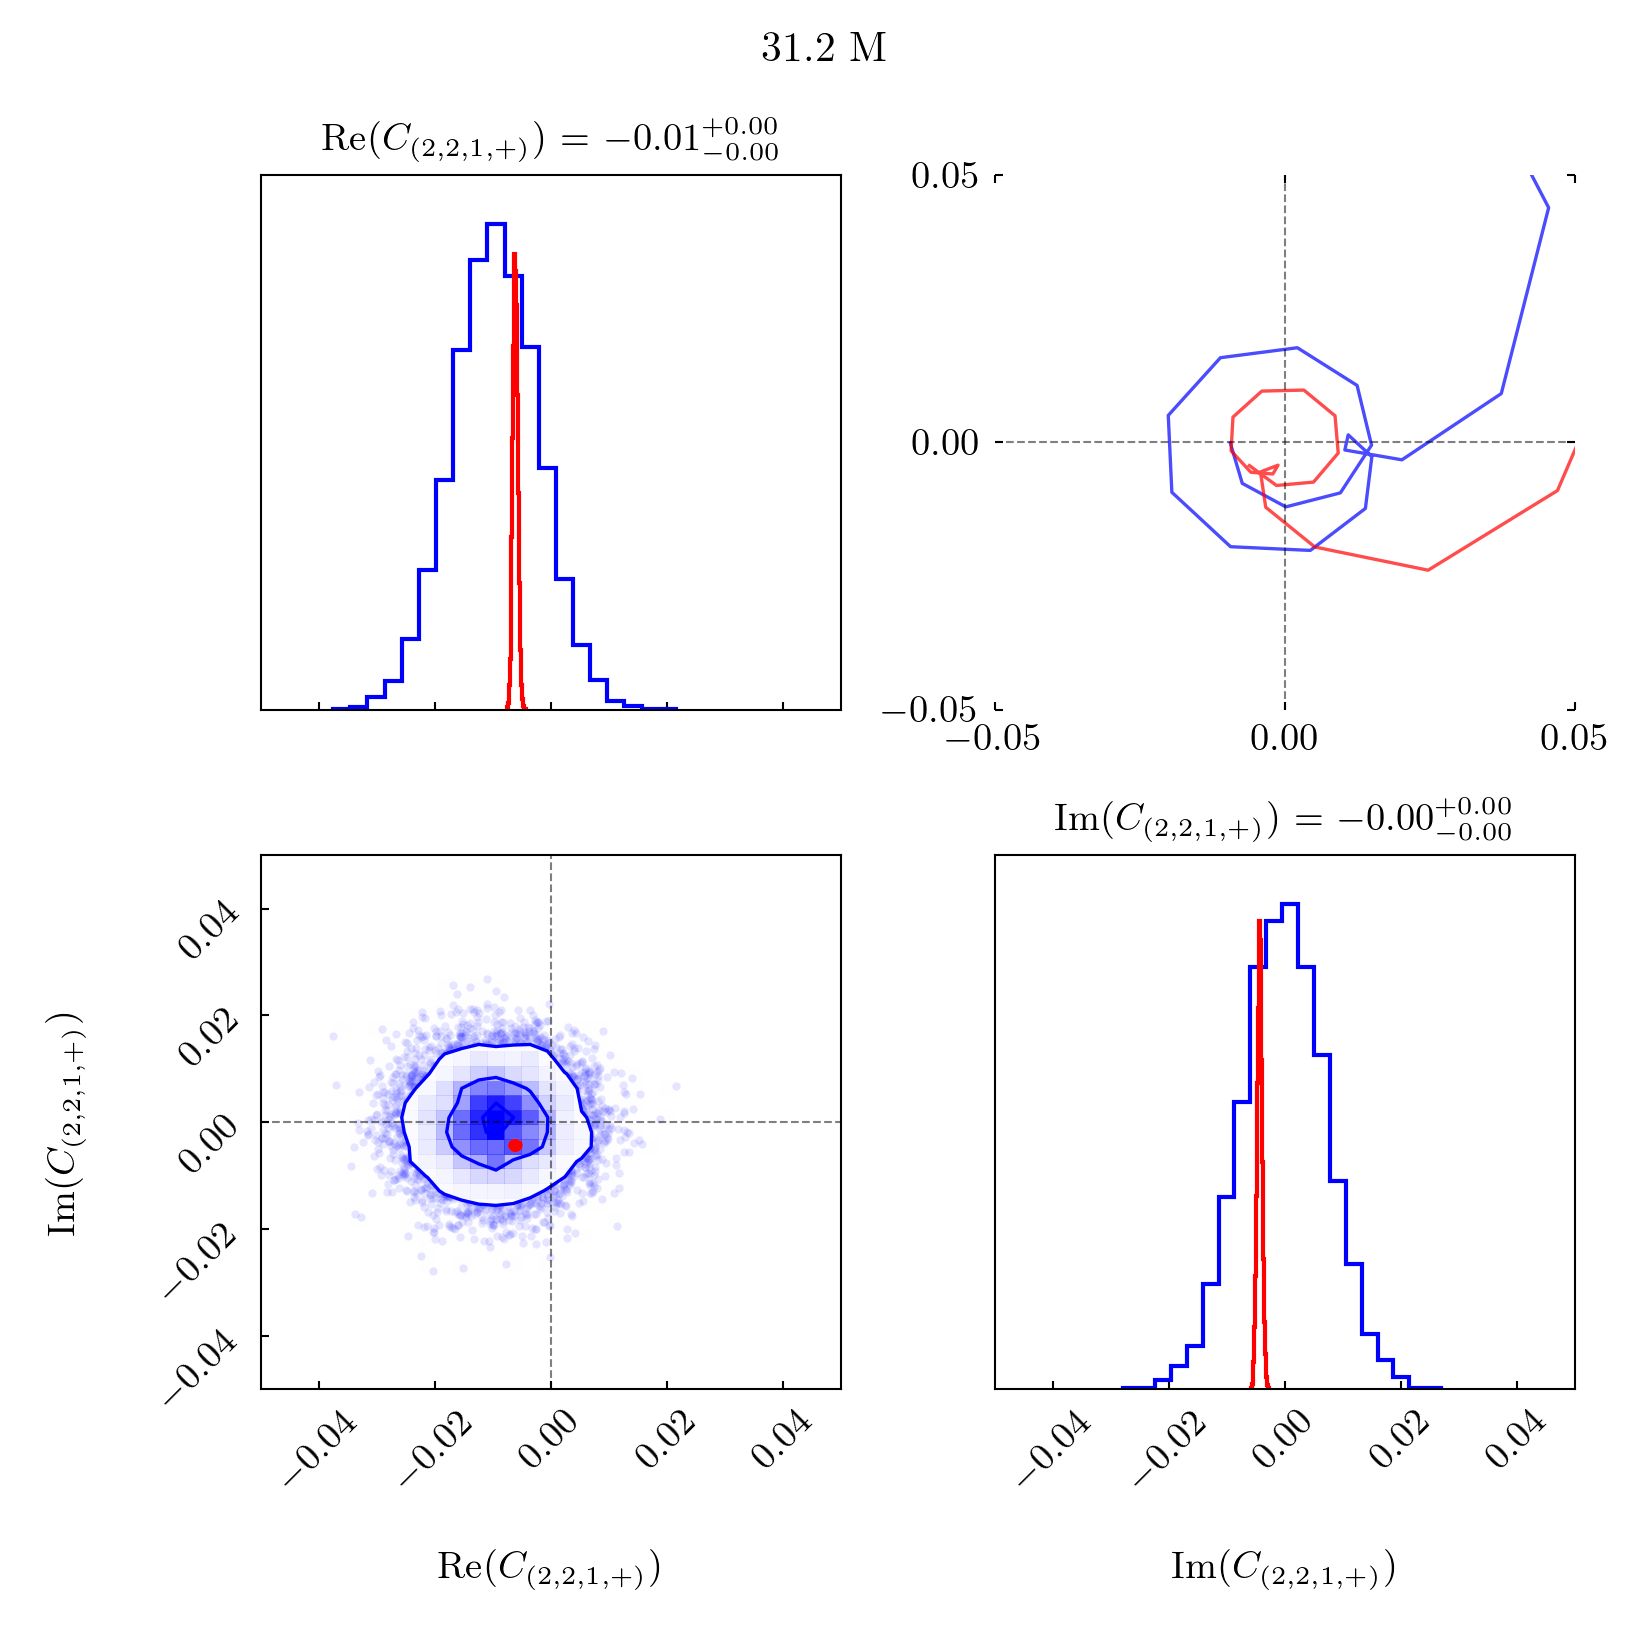 31.2 M
Re(C_{(2,2,1,+)}) = −0.01^{+0.00}_{−0.00}
0.05
0.00
−0.05
−0.05 0.00 0.05
Im(C_{(2,2,1,+)}) = −0.00^{+0.00}_{−0.00}
0.04
0.02
0.00
−0.02
−0.04
Im(C_{(2,2,1,+)})
−0.04 −0.02 0.00 0.02 0.04
−0.04 −0.02 0.00 0.02 0.04
Re(C_{(2,2,1,+)})
Im(C_{(2,2,1,+)})